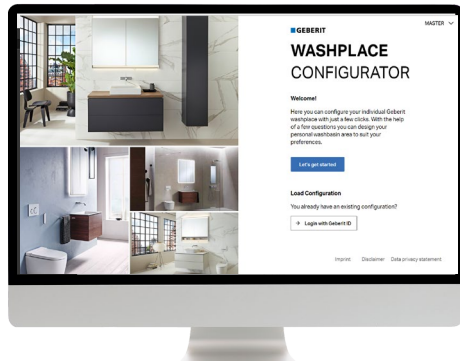 MASTER
GEBERIT
WASHPLACE
CONFIGURATOR
Welcome!
Here you can configure your individual Geberit
washplace with just a few clicks. With the help
of a few questions you can design your
personal washbasin area to suit your
preferences.
Let's get started
Load Configuration
You already have an existing configuration?
→ Login with Geberit ID
Imprint Disclaimer Data privacy statement